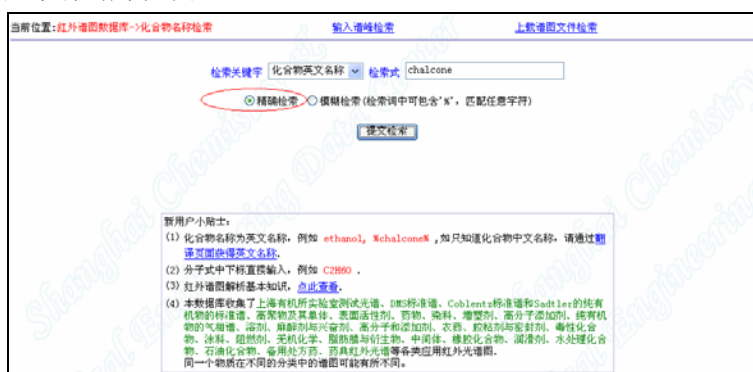 当前位置:红外谱图数据库->化合物名称检索 输入谱峰检索 上载谱图文件检索
检索关键字 化合物英文名称 检索式 chalcone
精确检索 模糊检索(检索词中可包含'%', 匹配任意字符)
提交检索
新用户小贴士:
(1) 化合物名称为英文名称, 例如 ethanol, %chalcone% ,如只知道化合物中文名称, 请通过翻
译页面获得英文名称.
(2) 分子式中下标直接输入, 例如 C2H6O .
(3) 红外谱图解析基本知识, 点此查看.
(4) 本数据库收集了上海有机所实验室测试光谱、DMS标准谱、Coblentz标准谱和Sadtler的纯有
机物的标准谱、高聚物及其单体、表面活性剂、药物、染料、增塑剂、高分子添加剂、纯有机
物的气相谱、溶剂、麻醉剂与兴奋剂、高分子和添加剂、农药、胶粘剂与密封剂、毒性化合
物、涂料、阻燃剂、无机化学、脂肪腊与衍生物、中间体、橡胶化合物、润滑剂、水处理化合
物、石油化合物、备用处方药、药典红外光谱等各类应用红外光谱图.
同一个物质在不同的分类中的谱图可能有所不同.
Shanghai Chemistry